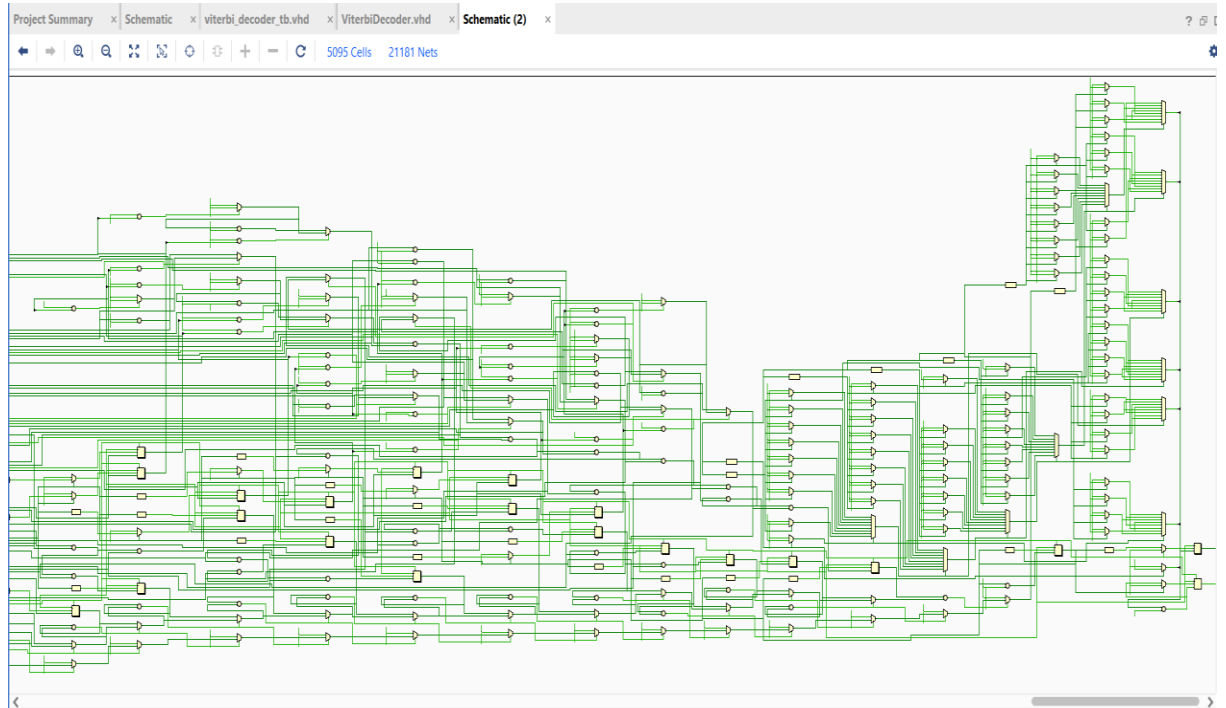 Project Summary × Schematic × viterbi_decoder_tb.vhd × ViterbiDecoder.vhd × Schematic (2) × ?
5095 Cells 21181 Nets